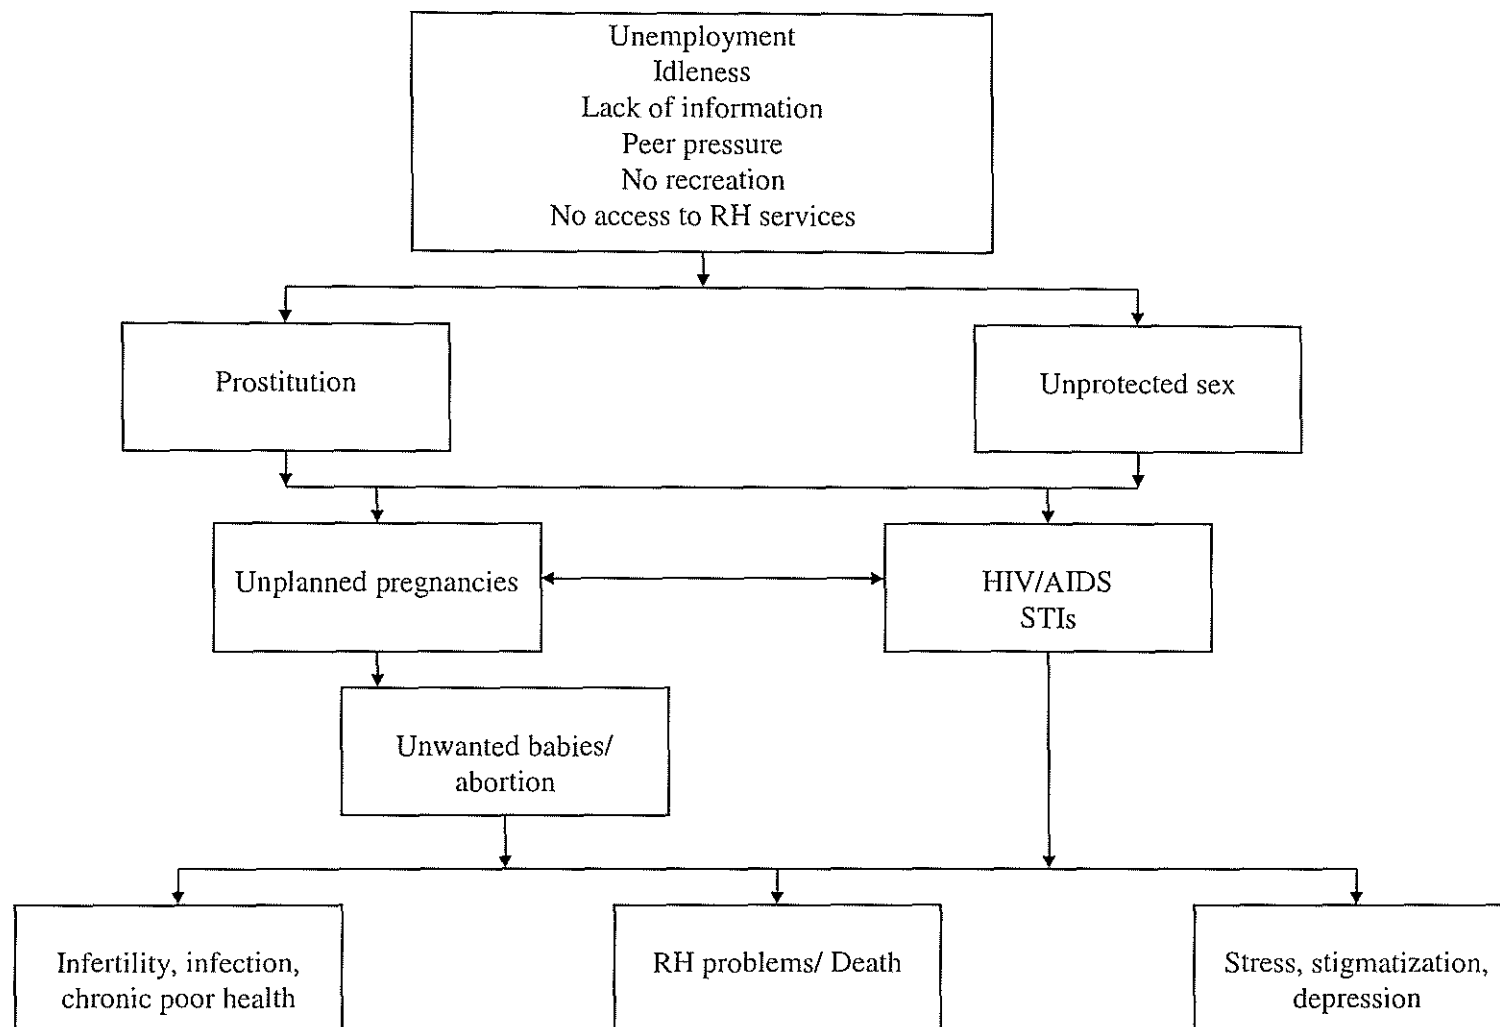 Unemployment
Idleness
Lack of information
Peer pressure
No recreation
No access to RH services
Prostitution
Unprotected sex
Unplanned pregnancies
HIV/AIDS
STIs
Unwanted babies/
abortion
Infertility, infection,
chronic poor health
RH problems/ Death
Stress, stigmatization,
depression